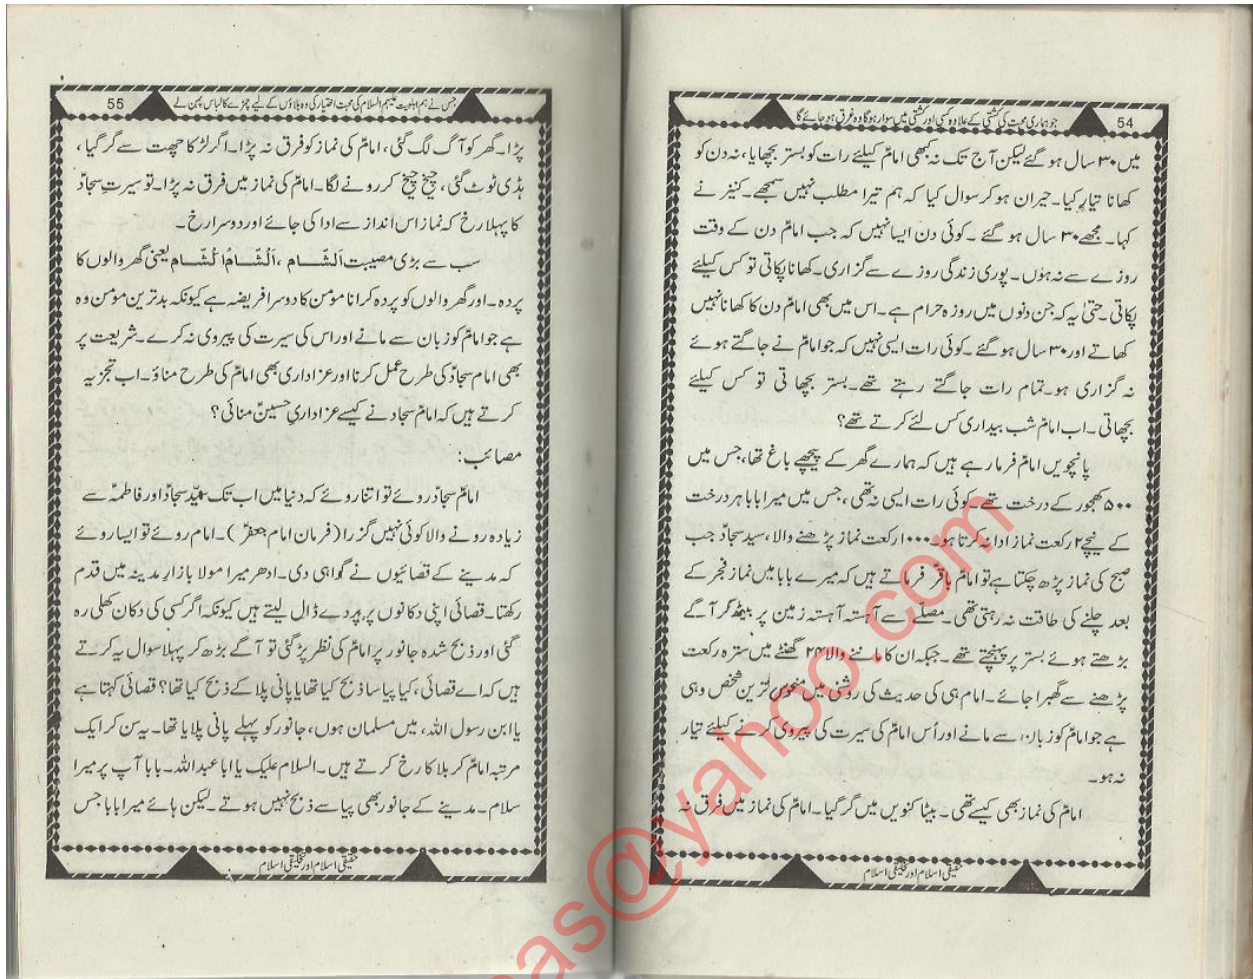 54
جو ہماری محبت کی کشتی کے علاوہ کسی اور کشتی میں سوار ہوگا وہ غرق ہو جائے گا
میں ۳۰ سال ہو گئے لیکن آج تک نہ کبھی امامؑ کیلئے رات کو بستر بچھایا، نہ دن کو
کھانا تیار کیا۔ حیران ہو کر سوال کیا کہ ہم تیرا مطلب نہیں سمجھے۔ کنیز نے
کہا۔ مجھے ۳۰ سال ہو گئے ۔ کوئی دن ایسا نہیں کہ جب امامؑ دن کے وقت
روزے سے نہ ہوں۔ پوری زندگی روزے سے گزاری۔ کھانا پکاتی تو کس کیلئے
پکاتی۔ حتیٰ یہ کہ جن دنوں میں روزہ حرام ہے۔ اس میں بھی امامؑ دن کا کھانا نہیں
کھاتے اور ۳۰ سال ہو گئے۔ کوئی رات ایسی نہیں کہ جو امامؑ نے جاگتے ہوئے
نہ گزاری ہو۔ تمام رات جاگتے رہتے تھے۔ بستر بچھاتی تو کس کیلئے
بچھاتی۔ اب امامؑ شب بیداری کس لئے کرتے تھے؟
پانچویں امامؑ فرما رہے ہیں کہ ہمارے گھر کے پیچھے باغ تھا، جس میں
۵۰۰ کھجور کے درخت تھے۔ کوئی رات ایسی نہ تھی، جس میں میرا بابا ہر درخت
کے نیچے ۲ رکعت نماز ادا نہ کرتا ہو۔ ۱۰۰۰ رکعت نماز پڑھنے والا، سید سجادؑ جب
صبح کی نماز پڑھ چکتا ہے تو امامؑ باقرؑ فرماتے ہیں کہ میرے بابا میں نماز فجر کے
بعد چلنے کی طاقت نہ رہتی تھی۔ مصلّے سے آہستہ آہستہ زمین پر بیٹھ کر آگے
بڑھتے ہوئے بستر پر پہنچتے تھے۔ جبکہ ان کا ماننے والا ۲۴ گھنٹے میں سترہ رکعت
پڑھنے سے گھبرا جائے۔ امام ہی کی حدیث کی روشنی میں منحوس ترین شخص وہی
ہے جو امامؑ کو زبان سے مانے اور اُس امامؑ کی سیرت کی پیروی کرنے کیلئے تیار
نہ ہو۔
امامؑ کی نماز بھی کیسے تھی۔ بیٹا کنویں میں گر گیا۔ امامؑ کی نماز میں فرق نہ
حقیقی اسلام اور تخلیقی اسلام
55
جس نے ہم اہلبیت علیہم السلام کی محبت اختیار کی وہ بلاؤں کے لیے چمڑے کا لباس پہن لے
پڑا۔ گھر کو آگ لگ گئی، امامؑ کی نماز کو فرق نہ پڑا۔ اگر لڑکا چھت سے گر گیا،
ہڈی ٹوٹ گئی، چیخ چیخ کر رونے لگا۔ امامؑ کی نماز میں فرق نہ پڑا۔ تو سیرتِ سجادؑ
کا پہلا رخ کہ نماز اس انداز سے ادا کی جائے اور دوسرا رخ۔
سب سے بڑی مصیبت اَلشَّام ، اَلشَّامُ اَلشَّام یعنی گھر والوں کا
پردہ۔ اور گھر والوں کو پردہ کرانا مومن کا دوسرا فریضہ ہے کیونکہ بدترین مومن وہ
ہے جو امامؑ کو زبان سے مانے اور اس کی سیرت کی پیروی نہ کرے۔ شریعت پر
بھی امام سجادؑ کی طرح عمل کرنا اور عزاداری بھی امامؑ کی طرح مناؤ۔ اب تجزیہ
کرتے ہیں کہ امام سجاد نے کیسے عزاداریِ حسینؑ منائی؟
مصائب:
امامؑ سجادؑ روئے تو اتنا روئے کہ دنیا میں اب تک سیّد سجادؑ اور فاطمہؑ سے
زیادہ رونے والا کوئی نہیں گزرا (فرمان امام جعفرؑ)۔ امام روئے تو ایسا روئے
کہ مدینے کے قصائیوں نے گواہی دی۔ ادھر میرا مولا بازارِ مدینہ میں قدم
رکھتا۔ قصائی اپنی دکانوں پر پردے ڈال لیتے ہیں کیونکہ اگر کسی کی دکان کھلی رہ
گئی اور ذبح شدہ جانور پر امامؑ کی نظر پڑ گئی تو آگے بڑھ کر پہلا سوال یہ کرتے
ہیں کہ اے قصائی، کیا پیاسا ذبح کیا تھا یا پانی پلا کے ذبح کیا تھا؟ قصائی کہتا ہے
یا ابن رسول اللہ، میں مسلمان ہوں، جانور کو پہلے پانی پلایا تھا۔ یہ سن کر ایک
مرتبہ امامؑ کربلا کا رخ کرتے ہیں۔ السلام علیک یا ابا عبداللہ۔ بابا آپ پر میرا
سلام۔ مدینے کے جانور بھی پیاسے ذبح نہیں ہوتے۔ لیکن ہائے میرا بابا جس
حقیقی اسلام اور تخلیقی اسلام
as@yahoo.com